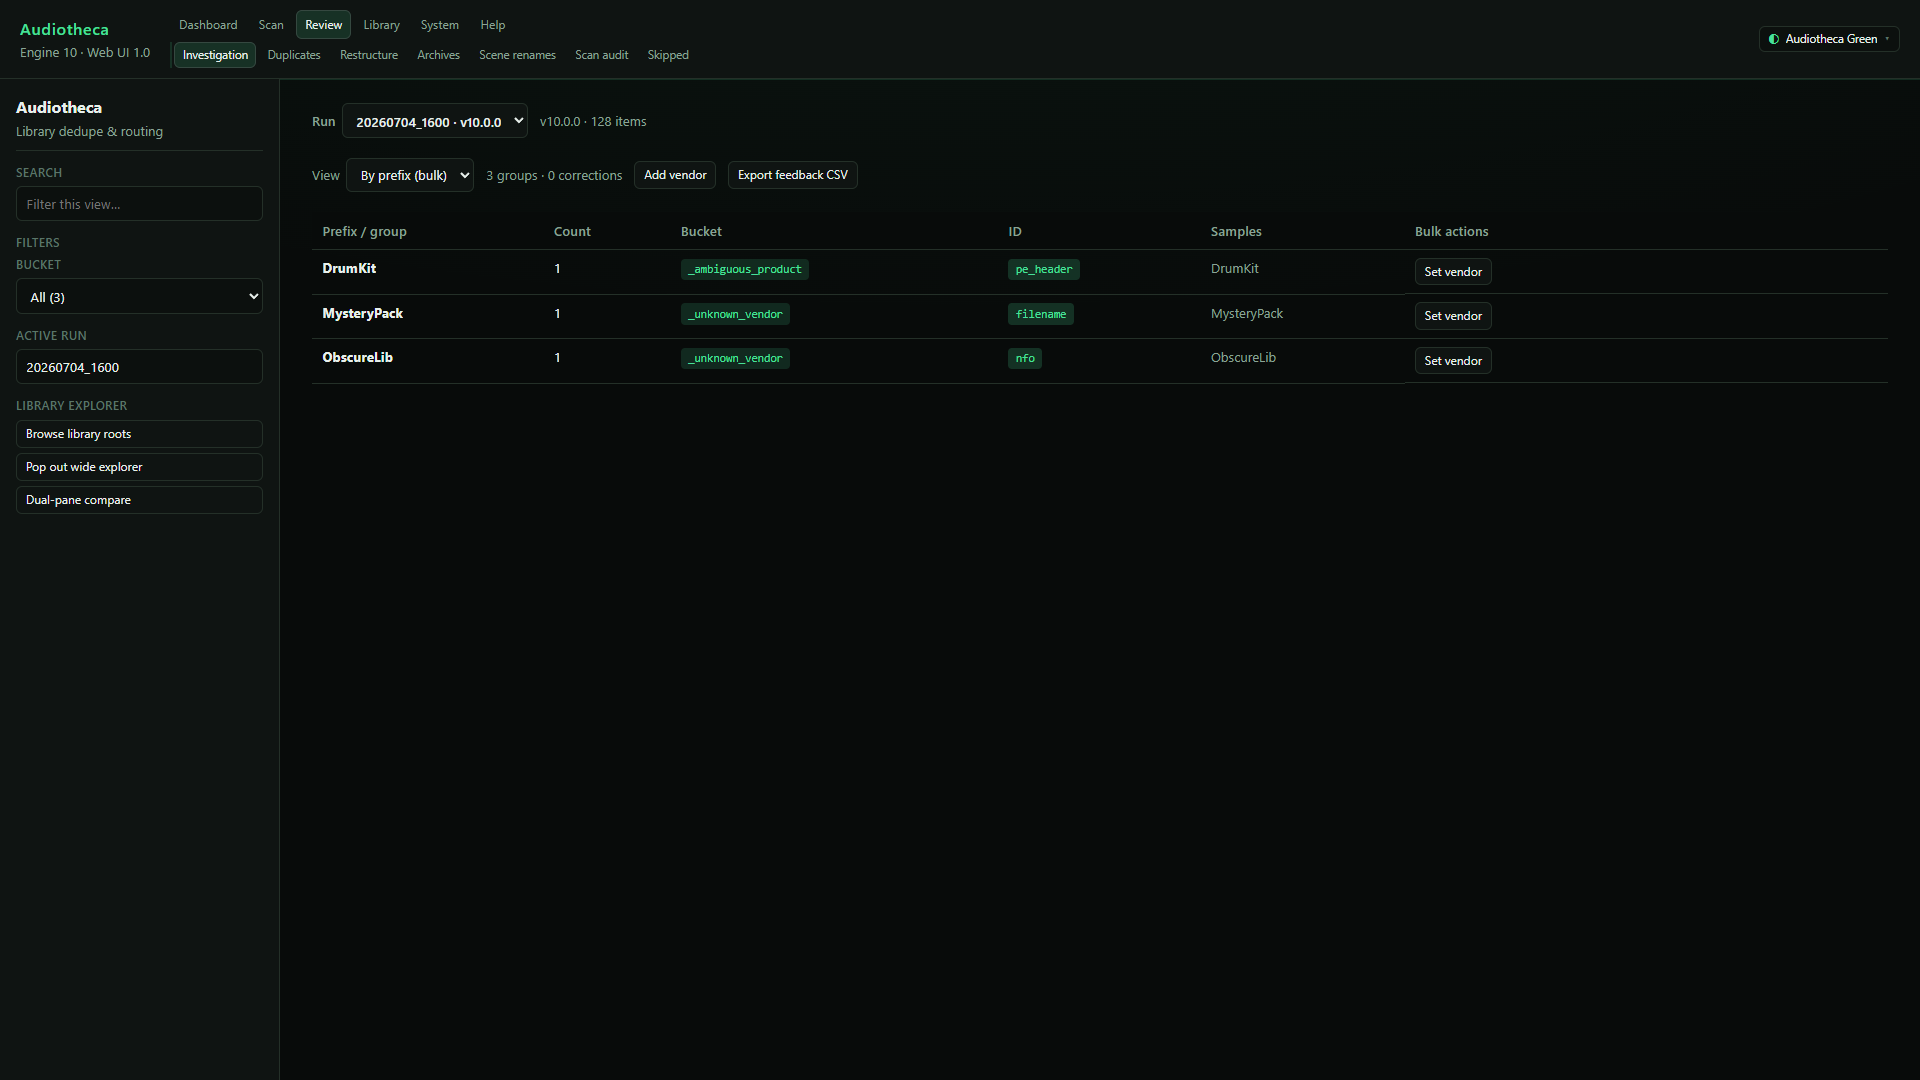 Audiotheca
Engine 10 · Web UI 1.0
Dashboard Scan Review Library System Help
Investigation Duplicates Restructure Archives Scene renames Scan audit Skipped
Audiotheca Green
Audiotheca
Library dedupe & routing
SEARCH
Filter this view...
FILTERS
BUCKET
All (3)
ACTIVE RUN
20260704_1600
LIBRARY EXPLORER
Browse library roots
Pop out wide explorer
Dual-pane compare
Run 20260704_1600 · v10.0.0 v10.0.0 · 128 items
View By prefix (bulk) 3 groups · 0 corrections Add vendor Export feedback CSV
Prefix / group Count Bucket ID Samples Bulk actions
DrumKit 1 _ambiguous_product pe_header DrumKit Set vendor
MysteryPack 1 _unknown_vendor filename MysteryPack Set vendor
ObscureLib 1 _unknown_vendor nfo ObscureLib Set vendor